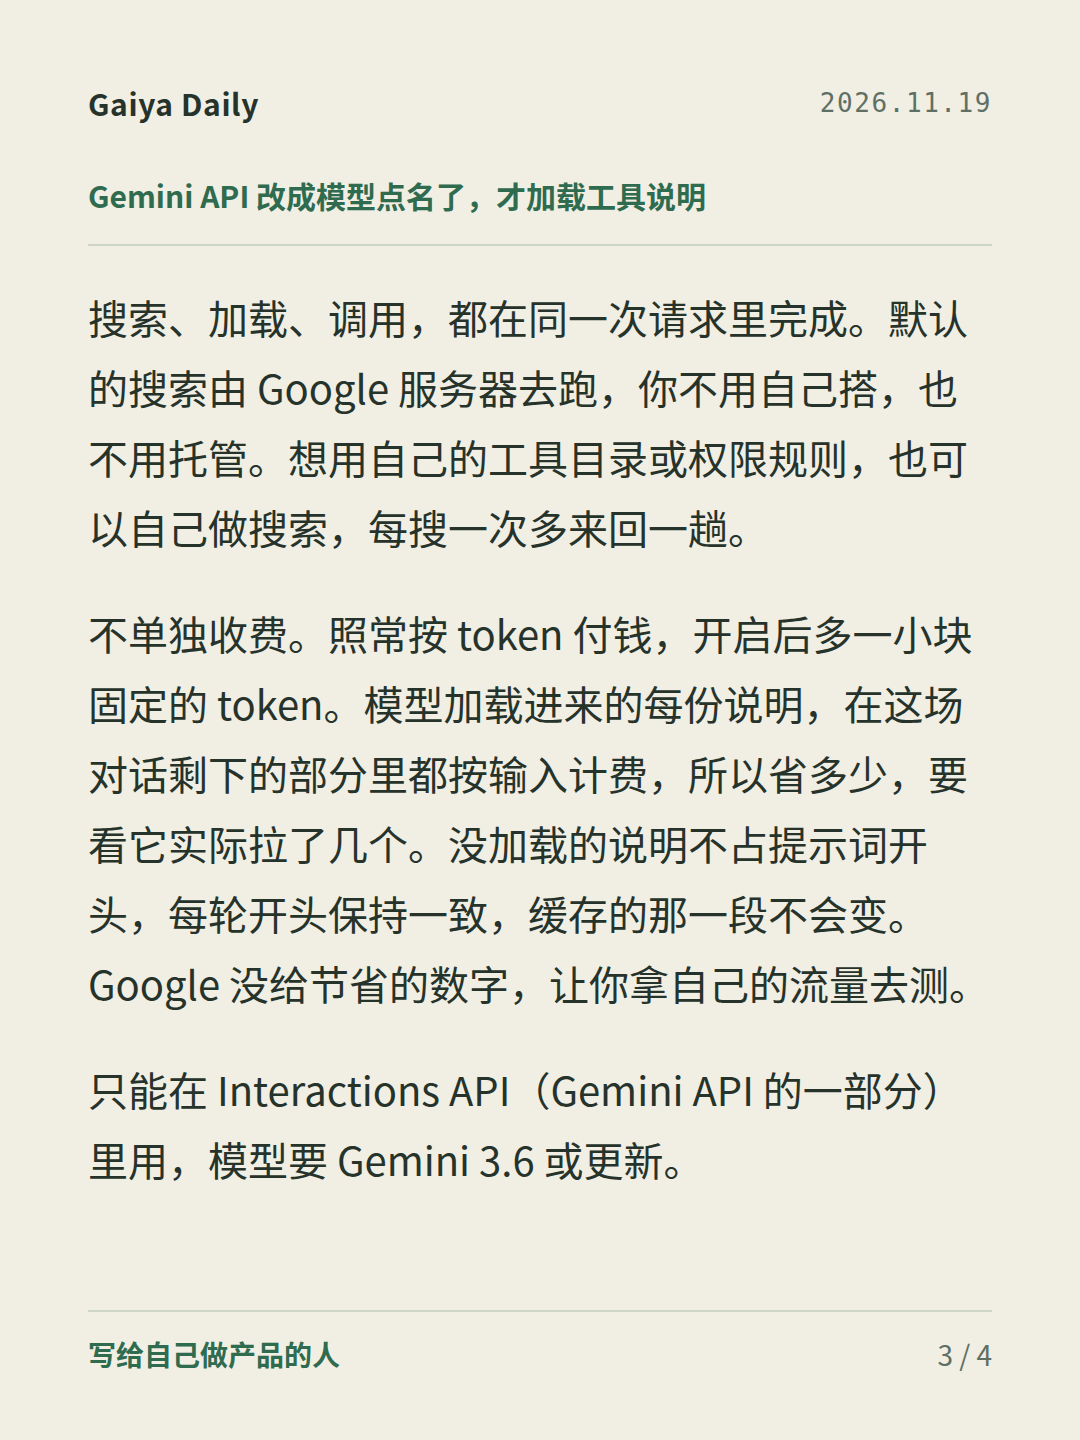 Gaiya Daily
2026.11.19
Gemini API 改成模型点名了，才加载工具说明
搜索、加载、调用，都在同一次请求里完成。默认
的搜索由 Google 服务器去跑，你不用自己搭，也
不用托管。想用自己的工具目录或权限规则，也可
以自己做搜索，每搜一次多来回一趟。
不单独收费。照常按 token 付钱，开启后多一小块
固定的 token。模型加载进来的每份说明，在这场
对话剩下的部分里都按输入计费，所以省多少，要
看它实际拉了几个。没加载的说明不占提示词开
头，每轮开头保持一致，缓存的那一段不会变。
Google 没给节省的数字，让你拿自己的流量去测。
只能在 Interactions API（Gemini API 的一部分）
里用，模型要 Gemini 3.6 或更新。
写给自己做产品的人
3 / 4